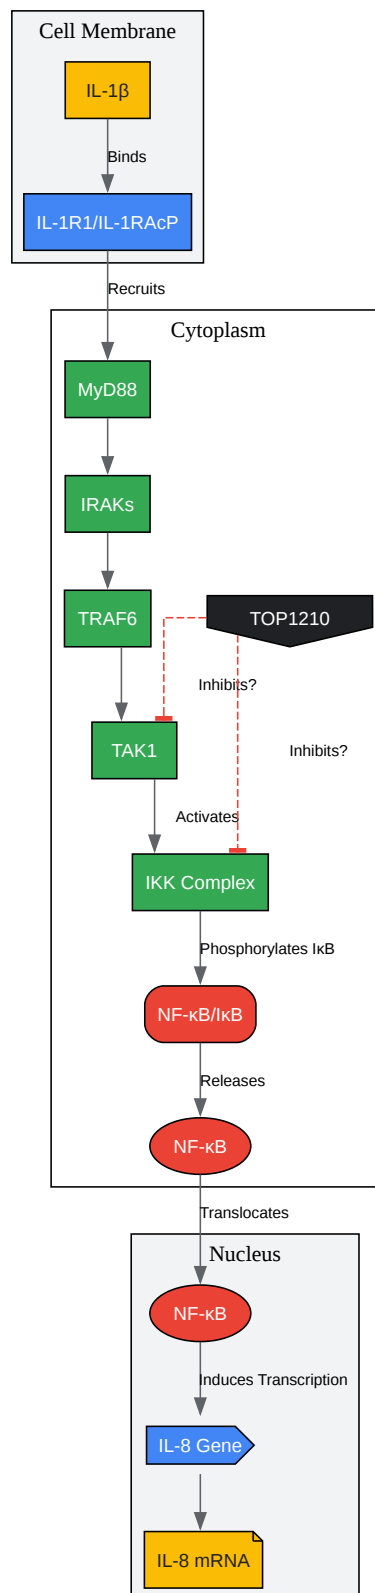 Cell Membrane
IL-1β
Binds
IL-1R1/IL-1RAcP
Recruits
Cytoplasm
MyD88
IRAKs
TRAF6
TOP1210
Inhibits?
TAK1
Inhibits?
Activates
IKK Complex
Phosphorylates IκB
NF-κB/IκB
Releases
NF-κB
Translocates
Nucleus
NF-κB
Induces Transcription
IL-8 Gene
IL-8 mRNA